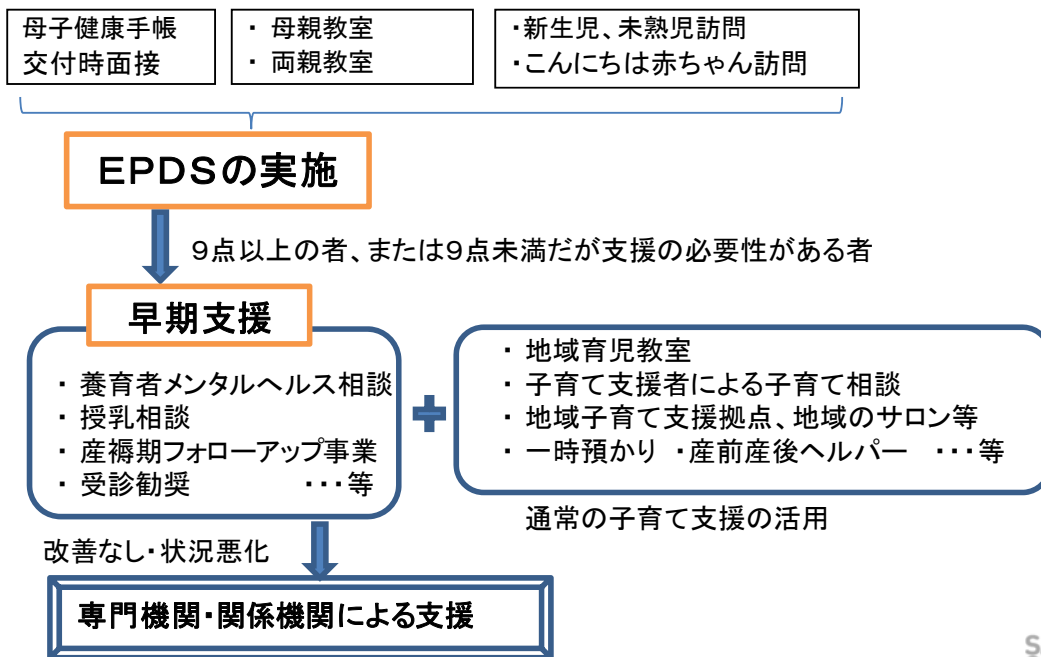 母子健康手帳
交付時面接
・ 母親教室
・ 両親教室
・新生児、未熟児訪問
・こんにちは赤ちゃん訪問
EPDSの実施
9点以上の者、または9点未満だが支援の必要性がある者
早期支援
・ 養育者メンタルヘルス相談
・ 授乳相談
・ 産褥期フォローアップ事業
・ 受診勧奨 ・・・等
・ 地域育児教室
・ 子育て支援者による子育て相談
・ 地域子育て支援拠点、地域のサロン等
・ 一時預かり ・産前産後ヘルパー ・・・等
通常の子育て支援の活用
改善なし・状況悪化
専門機関・関係機関による支援